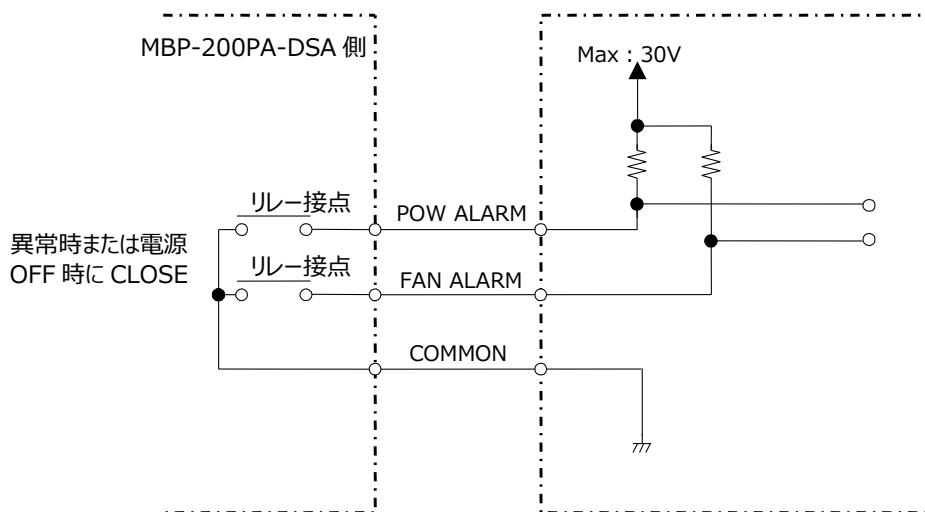 MBP-200PA-DSA 側
Max : 30V
リレー接点
POW ALARM
異常時または電源
OFF 時に CLOSE
リレー接点
FAN ALARM
COMMON